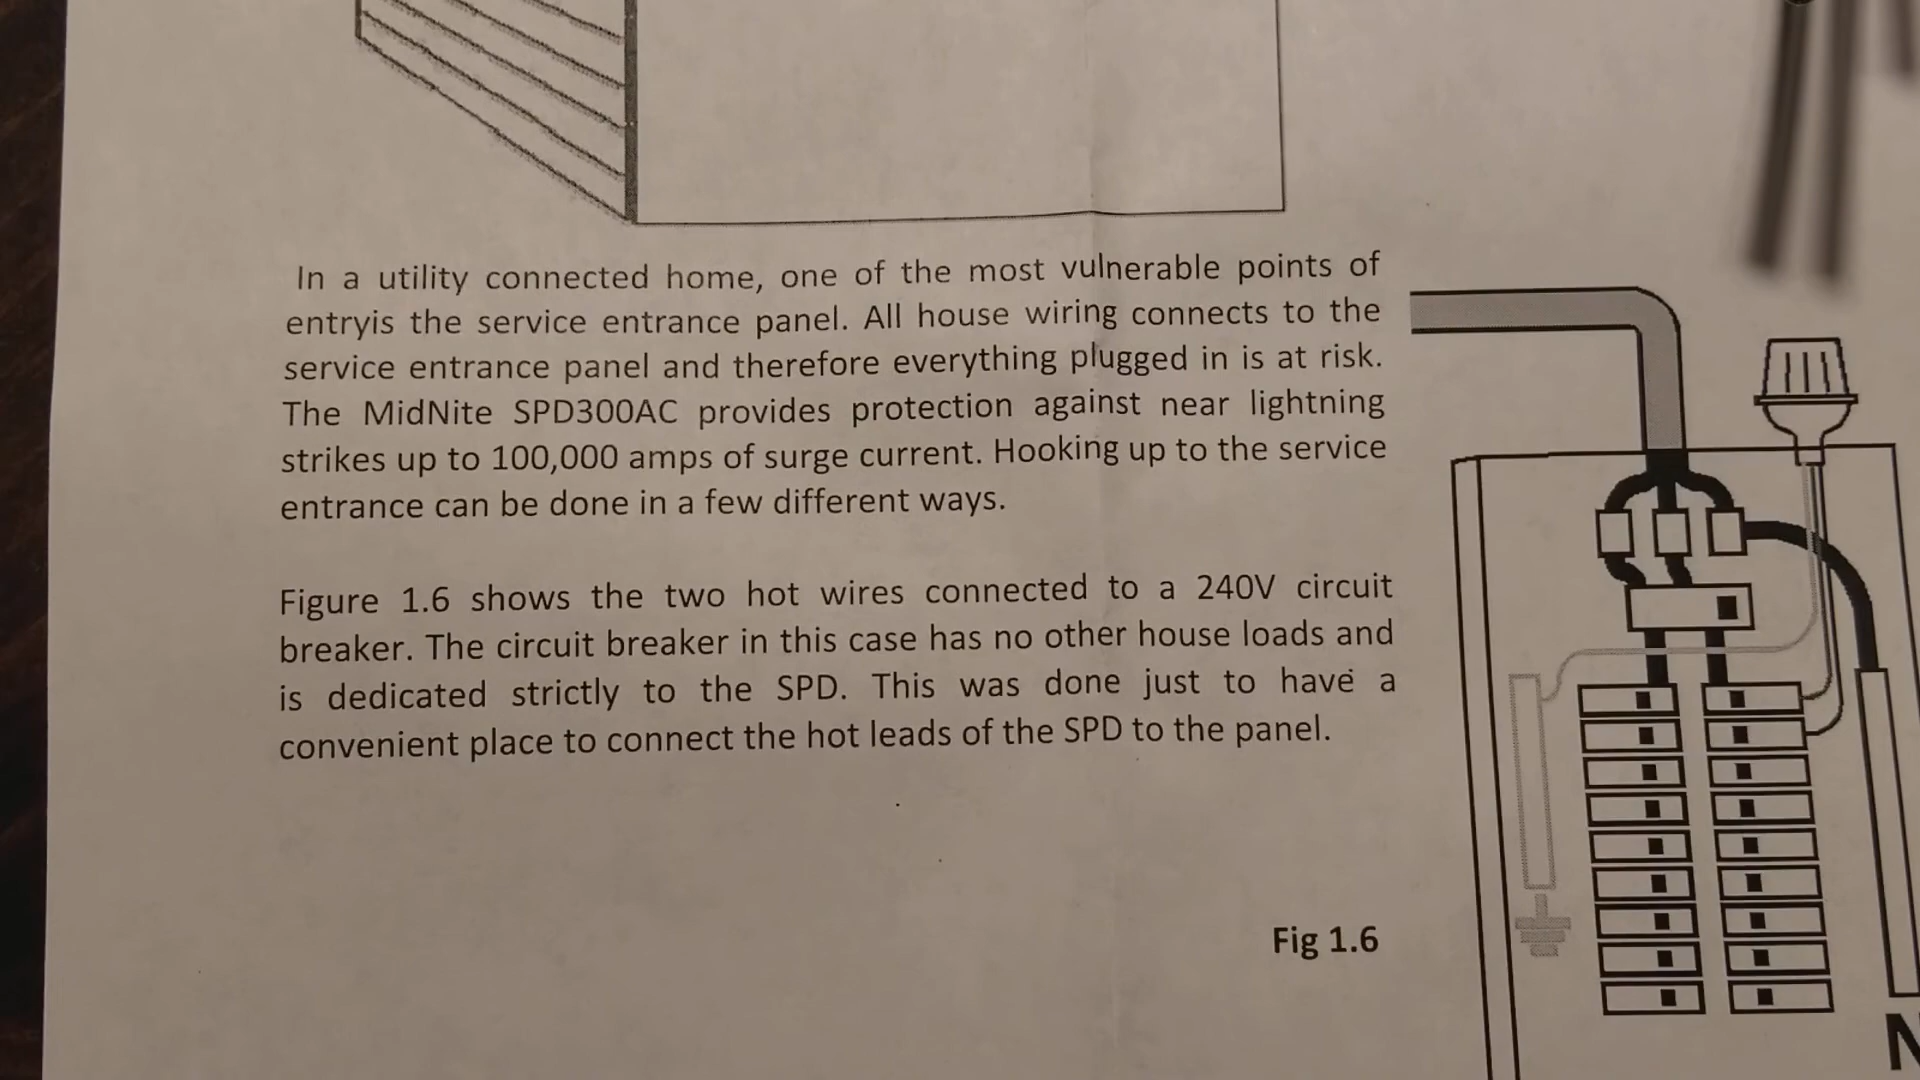 In a utility connected home, one of the most vulnerable points of
entryis the service entrance panel. All house wiring connects to the
service entrance panel and therefore everything plugged in is at risk.
The MidNite SPD300AC provides protection against near lightning
strikes up to 100,000 amps of surge current. Hooking up to the service
entrance can be done in a few different ways.
Figure 1.6 shows the two hot wires connected to a 240V circuit
breaker. The circuit breaker in this case has no other house loads and
is dedicated strictly to the SPD. This was done just to have a
convenient place to connect the hot leads of the SPD to the panel.
Fig 1.6
N